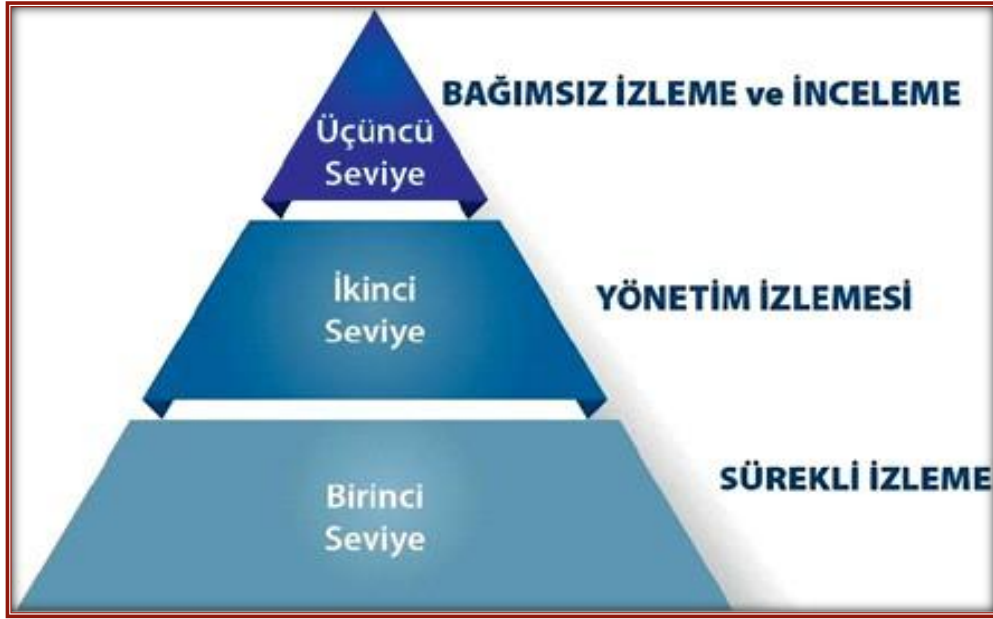 BAĞIMSIZ İZLEME ve İNCELEME
Üçüncü
Seviye
İkinci
Seviye
YÖNETİM İZLEMESİ
SÜREKLİ İZLEME
Birinci
Seviye